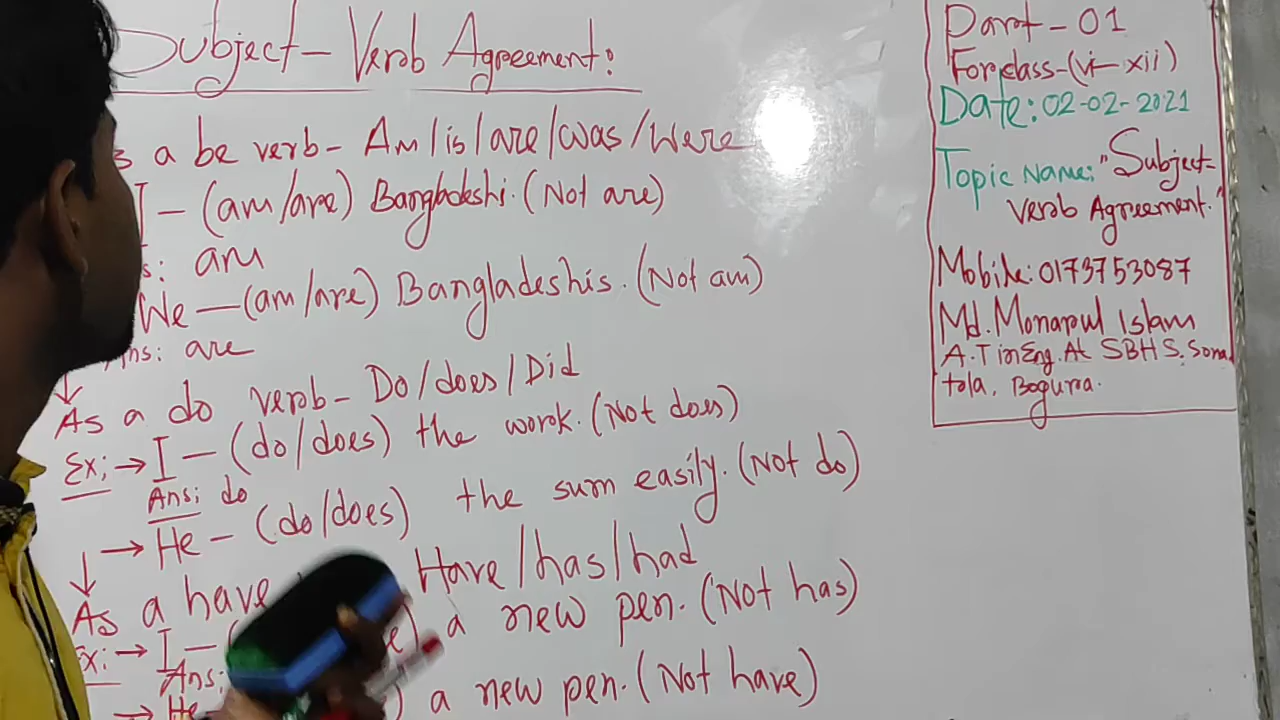 Subject - Verb Agreement:
As a be verb - Am/is/are/was/were
I - (am/are) Bangladeshi. (Not are)
Ans: am
We - (am/are) Bangladeshis. (Not am)
Ans: are
As a do verb - Do/does/Did
Ex: → I - (do/does) the work. (Not does)
Ans: do
→ He - (do/does) the sum easily. (Not do)
As a have Have/has/had
Ex: → I - a new pen. (Not has)
Ans:
→ He a new pen. (Not have)
Part - 01
For class - (vi - xii)
Date: 02-02-2021
Topic Name: "Subject-
verb Agreement."
Mobile: 0173753087
Md. Monarul Islam
A.T in Eng. At SBHS. Sona
tola. Bogura.